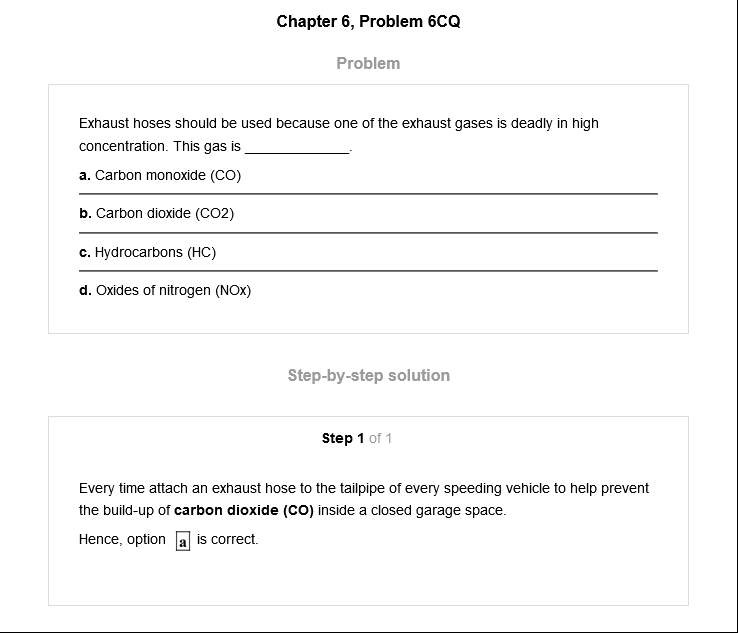 Chapter 6, Problem 6CQ
Problem
Exhaust hoses should be used because one of the exhaust gases is deadly in high
concentration. This gas is ______________.
a. Carbon monoxide (CO)
b. Carbon dioxide (CO2)
c. Hydrocarbons (HC)
d. Oxides of nitrogen (NOx)
Step-by-step solution
Step 1 of 1
Every time attach an exhaust hose to the tailpipe of every speeding vehicle to help prevent
the build-up of carbon dioxide (CO) inside a closed garage space.
Hence, option a is correct.